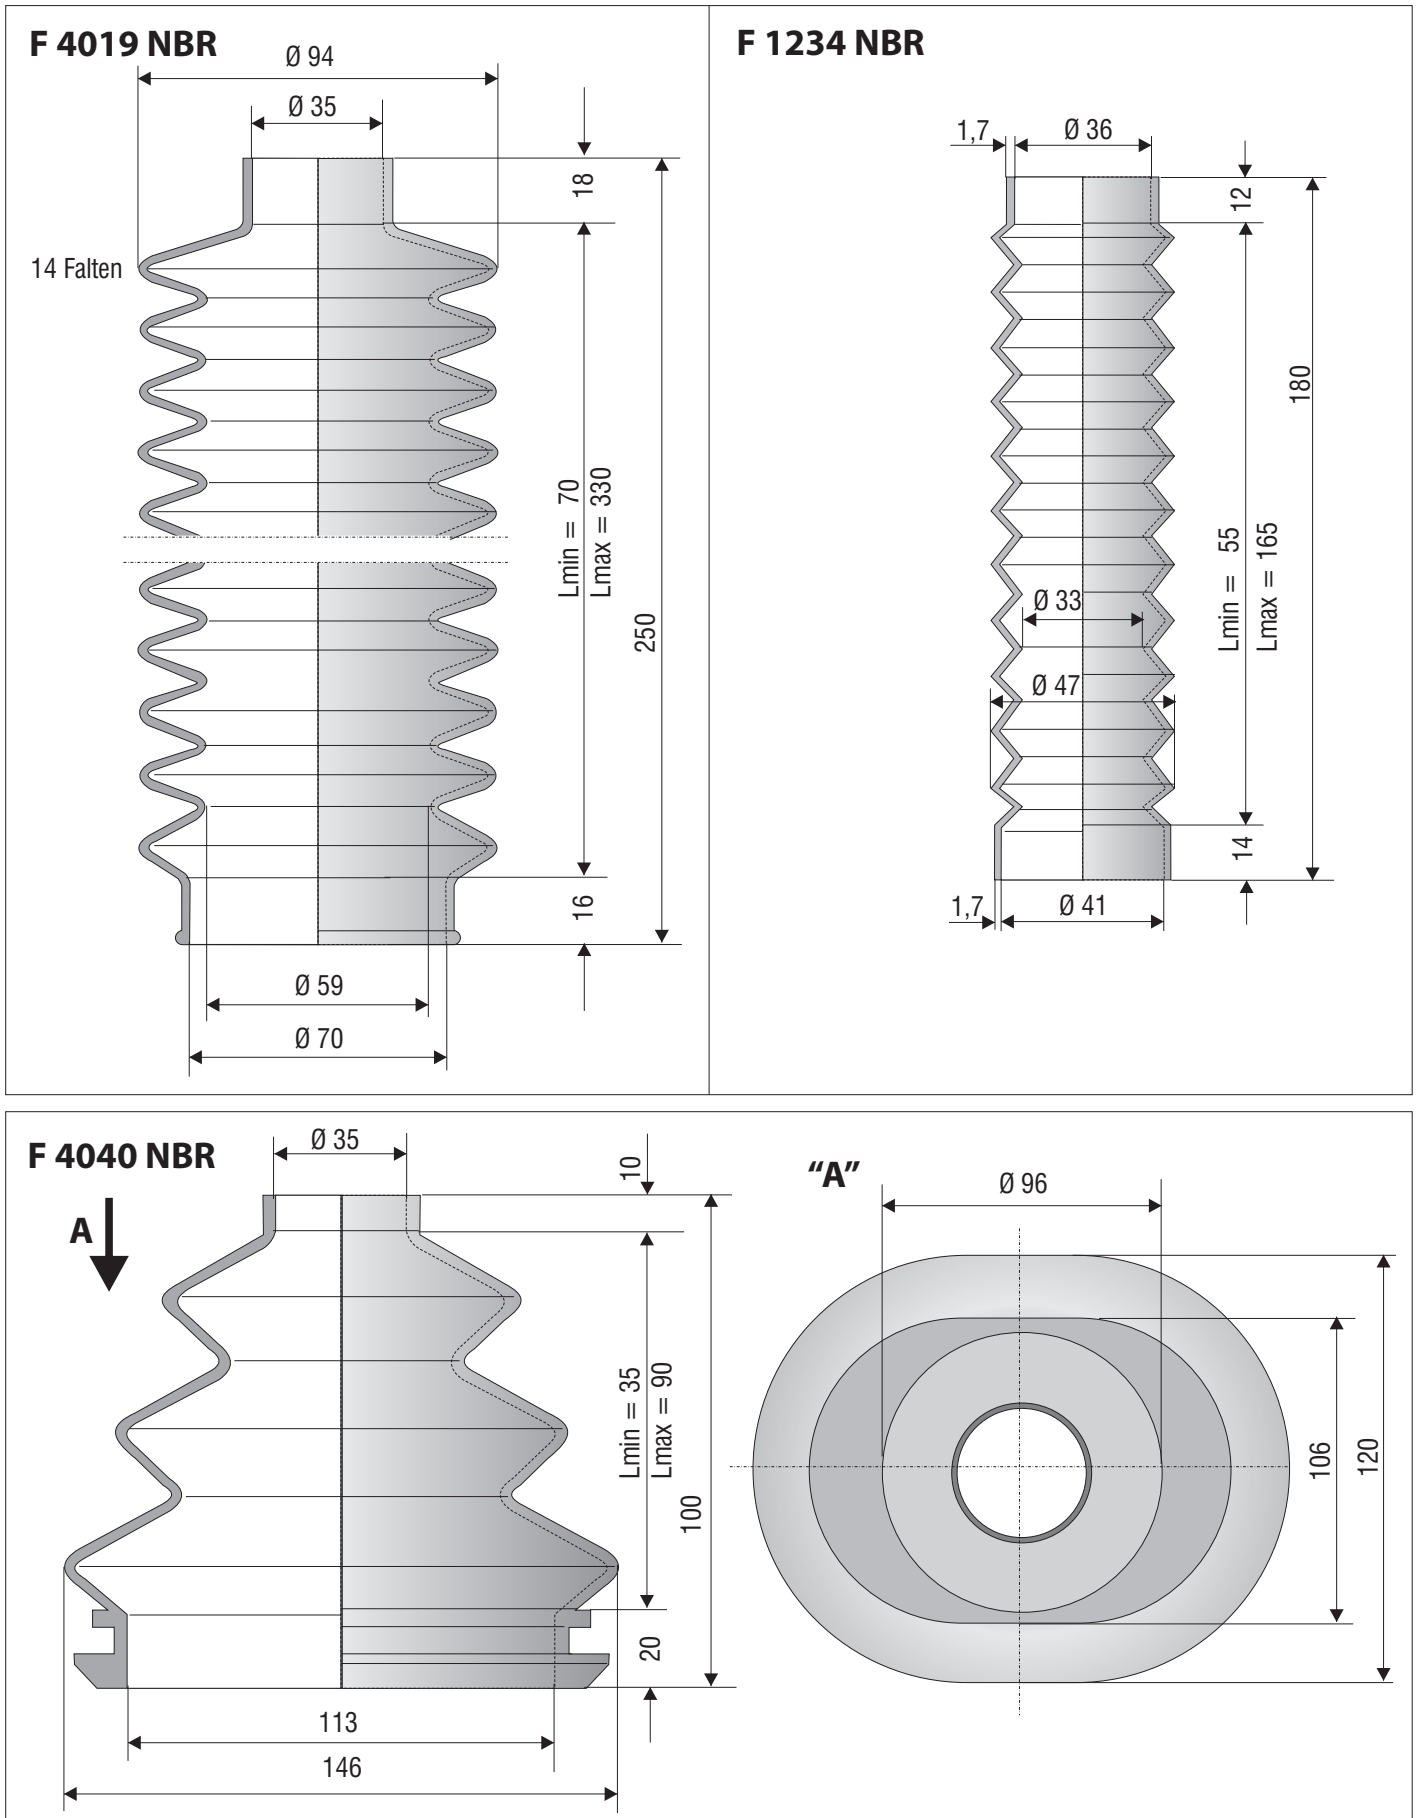 F 4019 NBR
Ø 94
Ø 35
18
14 Falten
Lmin = 70
Lmax = 330
250
16
Ø 59
Ø 70
F 1234 NBR
1,7
Ø 36
12
180
Lmin = 55
Lmax = 165
Ø 33
Ø 47
14
1,7
Ø 41
F 4040 NBR
A
Ø 35
10
Lmin = 35
Lmax = 90
100
20
113
146
“A”
Ø 96
106
120